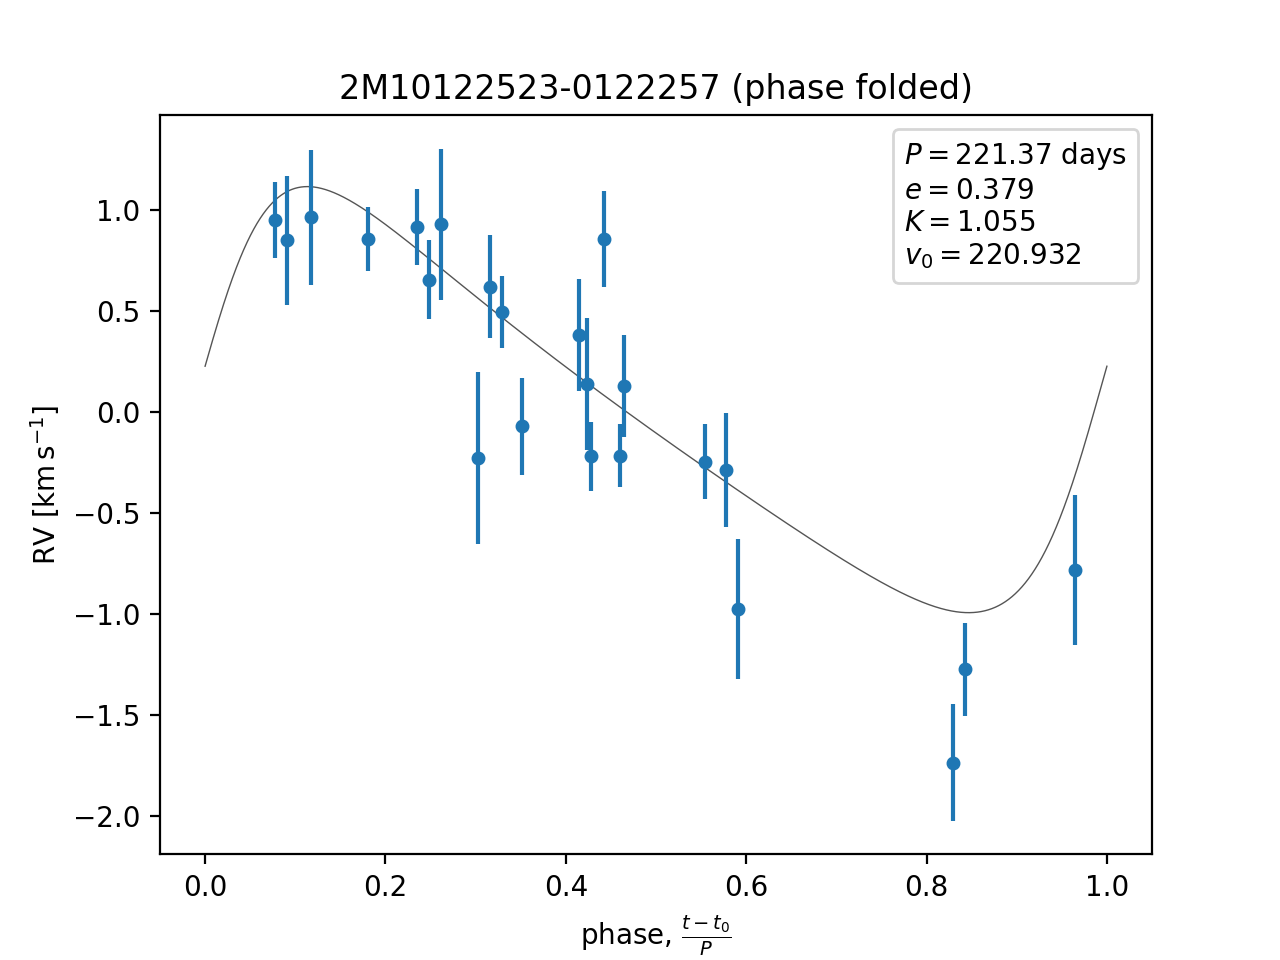 2M10122523-0122257 (phase folded)
P = 221.37 days
e = 0.379
K = 1.055
v₀ = 220.932
1.0
0.5
0.0
−0.5
−1.0
−1.5
−2.0
RV [km s⁻¹]
0.0 0.2 0.4 0.6 0.8 1.0
phase, (t − t₀)/P